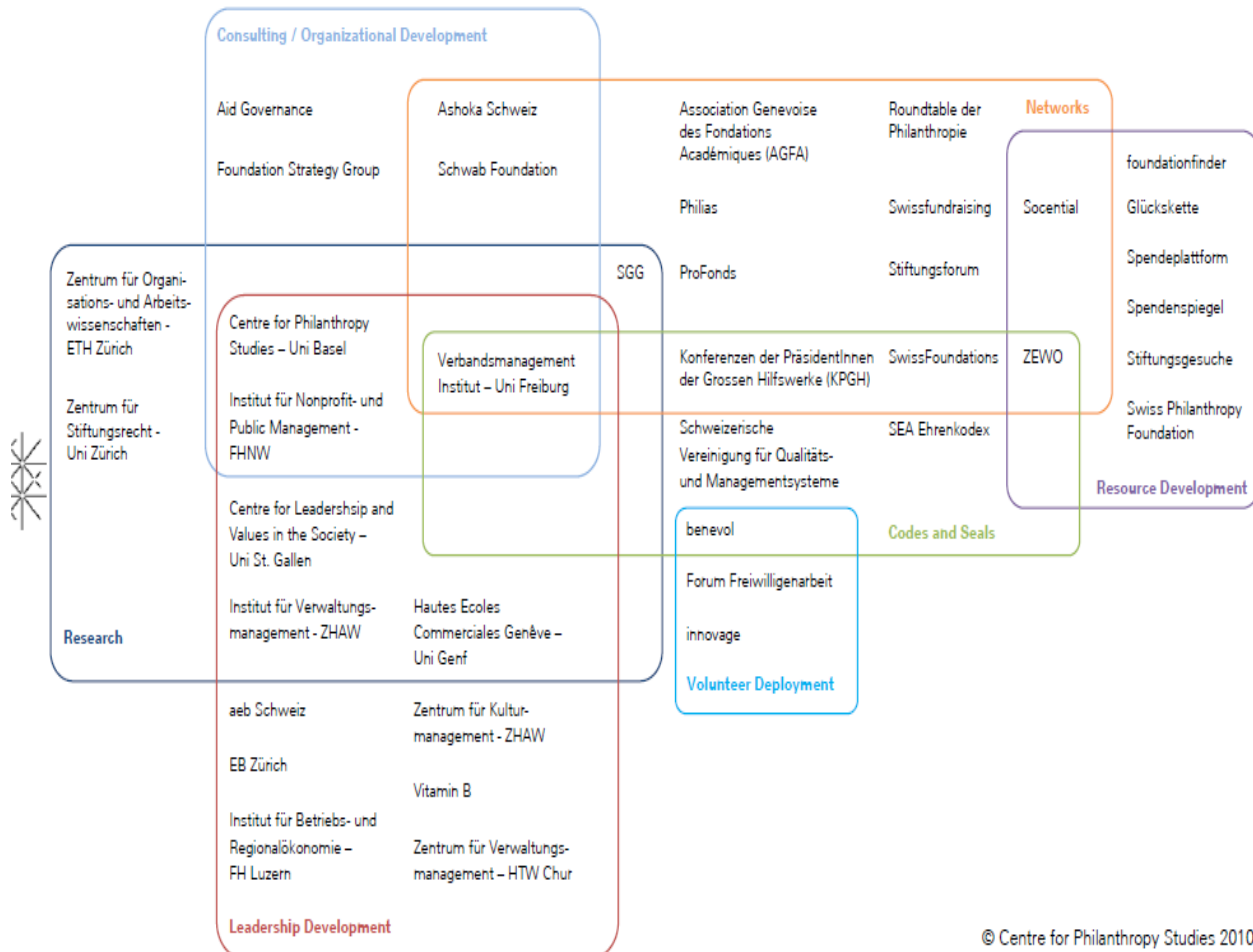 Consulting / Organizational Development
Aid Governance
Foundation Strategy Group
Ashoka Schweiz
Schwab Foundation
Association Genevoise
des Fondations
Académiques (AGFA)
Philias
ProFonds
Roundtable der
Philanthropie
Swissfundraising
Stiftungsforum
Networks
Socential
foundationfinder
Glückskette
Spendeplattform
Spendenspiegel
Stiftungsgesuche
Swiss Philanthropy
Foundation
Resource Development
SGG
Zentrum für Organi-
sations- und Arbeits-
wissenschaften -
ETH Zürich
Zentrum für
Stiftungsrecht -
Uni Zürich
Research
Centre for Philanthropy
Studies – Uni Basel
Institut für Nonprofit- und
Public Management -
FHNW
Verbandsmanagement
Institut – Uni Freiburg
Konferenzen der PräsidentInnen
der Grossen Hilfswerke (KPGH)
SwissFoundations
ZEWO
Schweizerische
Vereinigung für Qualitäts-
und Managementsysteme
SEA Ehrenkodex
Codes and Seals
Centre for Leadershsip and
Values in the Society –
Uni St. Gallen
Institut für Verwaltungs-
management - ZHAW
Hautes Ecoles
Commerciales Genêve –
Uni Genf
benevol
Forum Freiwilligenarbeit
innovage
Volunteer Deployment
aeb Schweiz
EB Zürich
Institut für Betriebs- und
Regionalökonomie –
FH Luzern
Zentrum für Kultur-
management - ZHAW
Vitamin B
Zentrum für Verwaltungs-
management – HTW Chur
Leadership Development
© Centre for Philanthropy Studies 2010